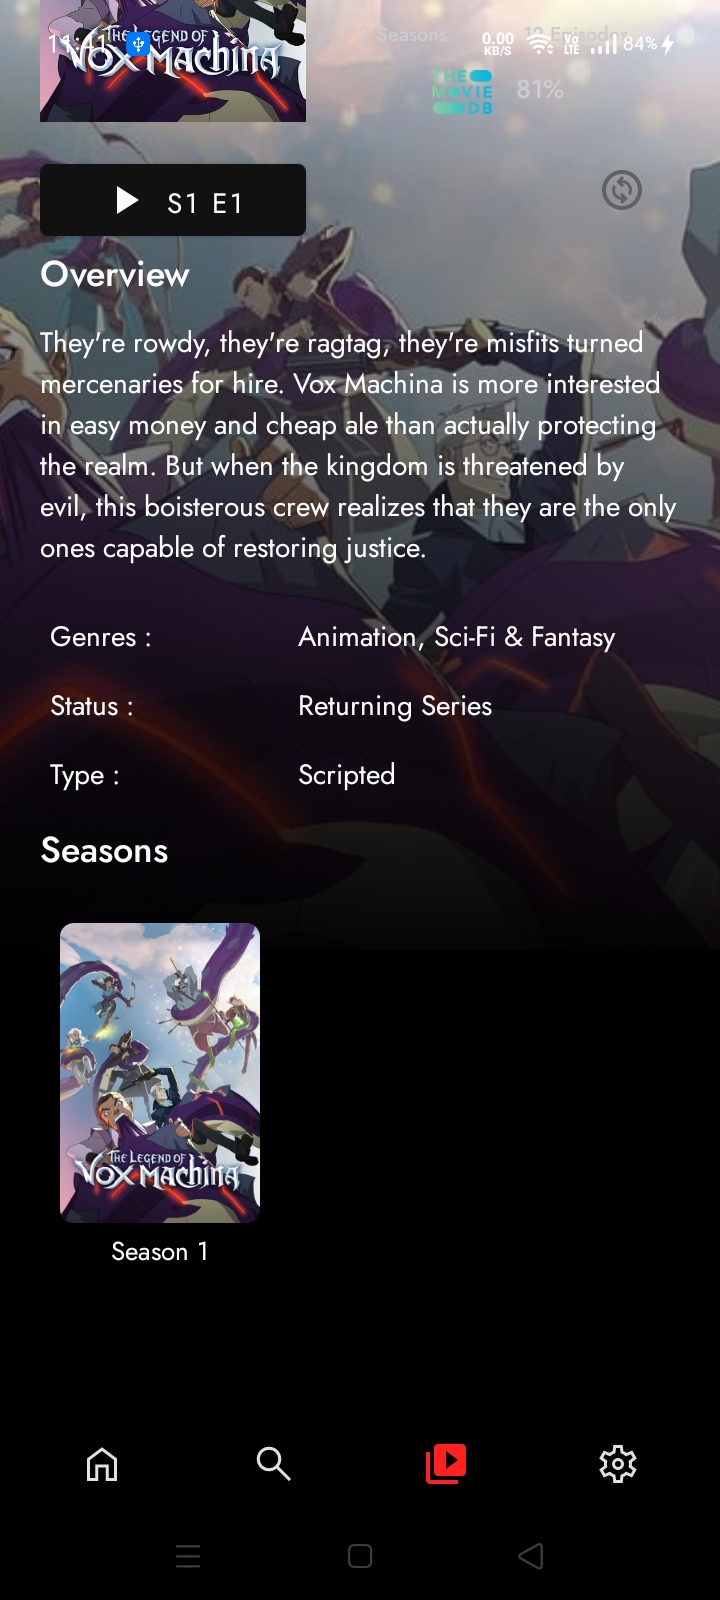 11:41
0.00
KB/S
Vo
LTE
84%
Seasons
12 Episodes
THE LEGEND OF
VOX MACHINA
THE
MOVIE
DB
81%
S1 E1
Overview
They're rowdy, they're ragtag, they're misfits turned
mercenaries for hire. Vox Machina is more interested
in easy money and cheap ale than actually protecting
the realm. But when the kingdom is threatened by
evil, this boisterous crew realizes that they are the only
ones capable of restoring justice.
Genres : Animation, Sci-Fi & Fantasy
Status : Returning Series
Type : Scripted
Seasons
THE LEGEND OF
VOX MACHINA
Season 1